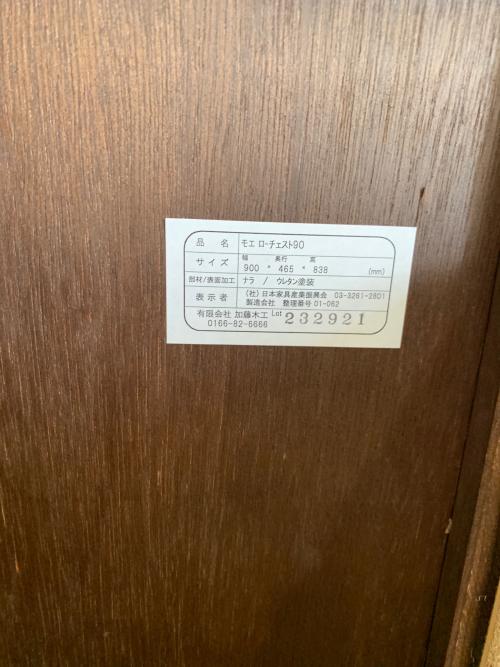 品名 モエ ローチェスト90
サイズ 幅 奥行 高
900 * 465 * 838 (mm)
部材/表面加工 ナラ / ウレタン塗装
表示者 (社)日本家具産業振興会 03-3261-2801
製造会社 整理番号01-062
有限会社 加藤木工 Lot 232921
0166-82-6666